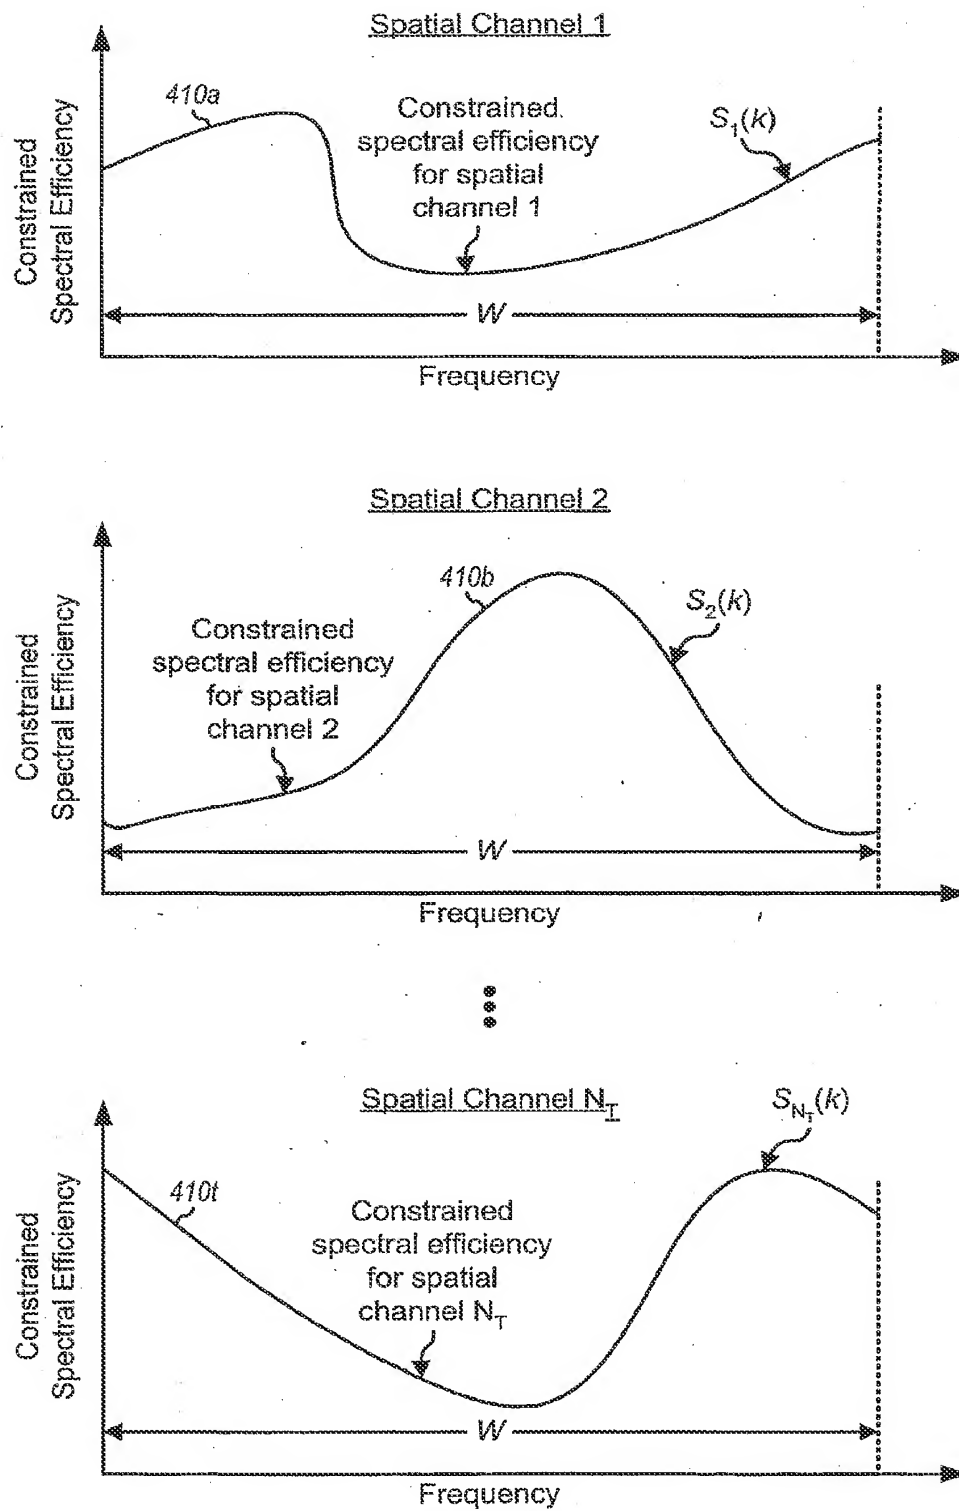 Spatial Channel 1
410a
Constrained.
spectral efficiency
for spatial
channel 1
S1(k)
Constrained
Spectral Efficiency
W
Frequency
Spatial Channel 2
410b
S2(k)
Constrained
spectral efficiency
for spatial
channel 2
Constrained
Spectral Efficiency
W
Frequency
Spatial Channel NT
SNT(k)
410t
Constrained
spectral efficiency
for spatial
channel NT
Constrained
Spectral Efficiency
W
Frequency